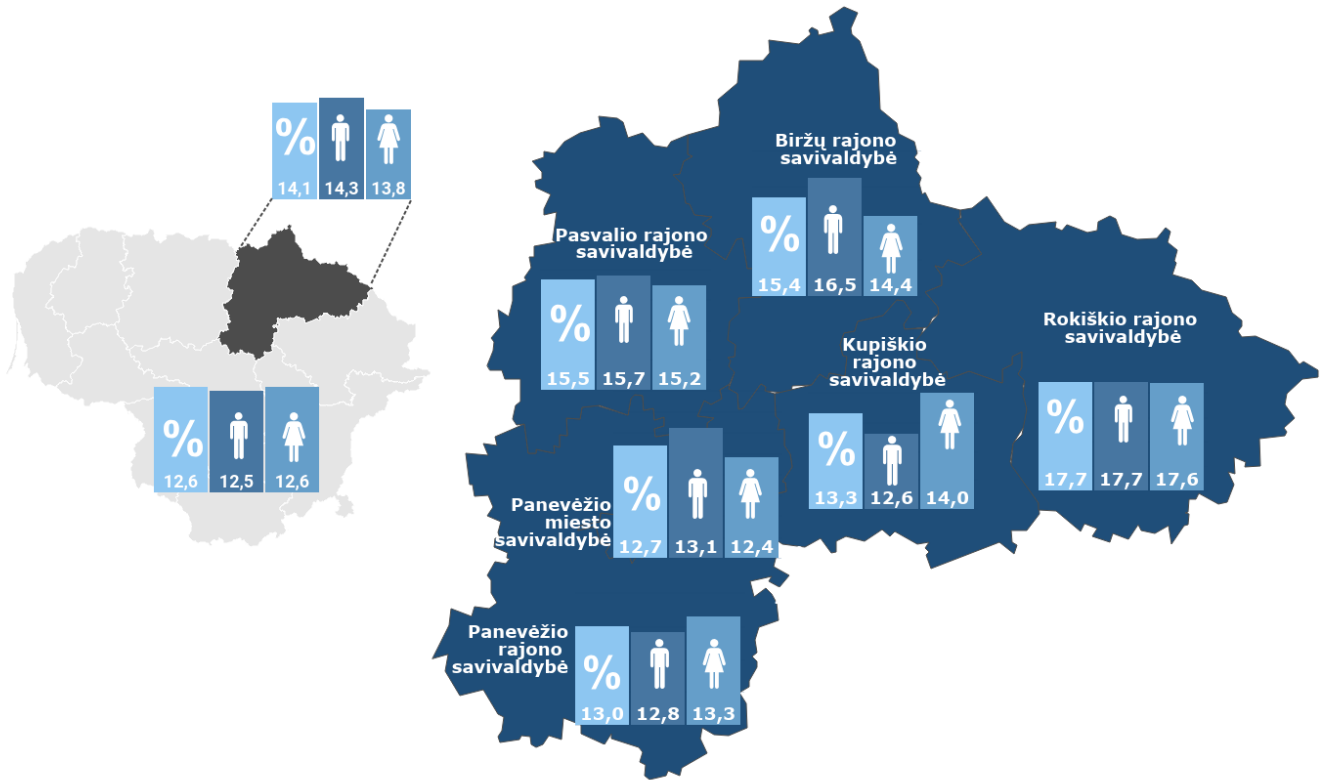 %
14,1 14,3 13,8
%
12,6 12,5 12,6
Biržų rajono
savivaldybė
%
15,4 16,5 14,4
Pasvalio rajono
savivaldybė
%
15,5 15,7 15,2
Rokiškio rajono
savivaldybė
%
17,7 17,7 17,6
Kupiškio
rajono
savivaldybė
%
13,3 12,6 14,0
Panevėžio
miesto
savivaldybė
%
12,7 13,1 12,4
Panevėžio
rajono
savivaldybė
%
13,0 12,8 13,3